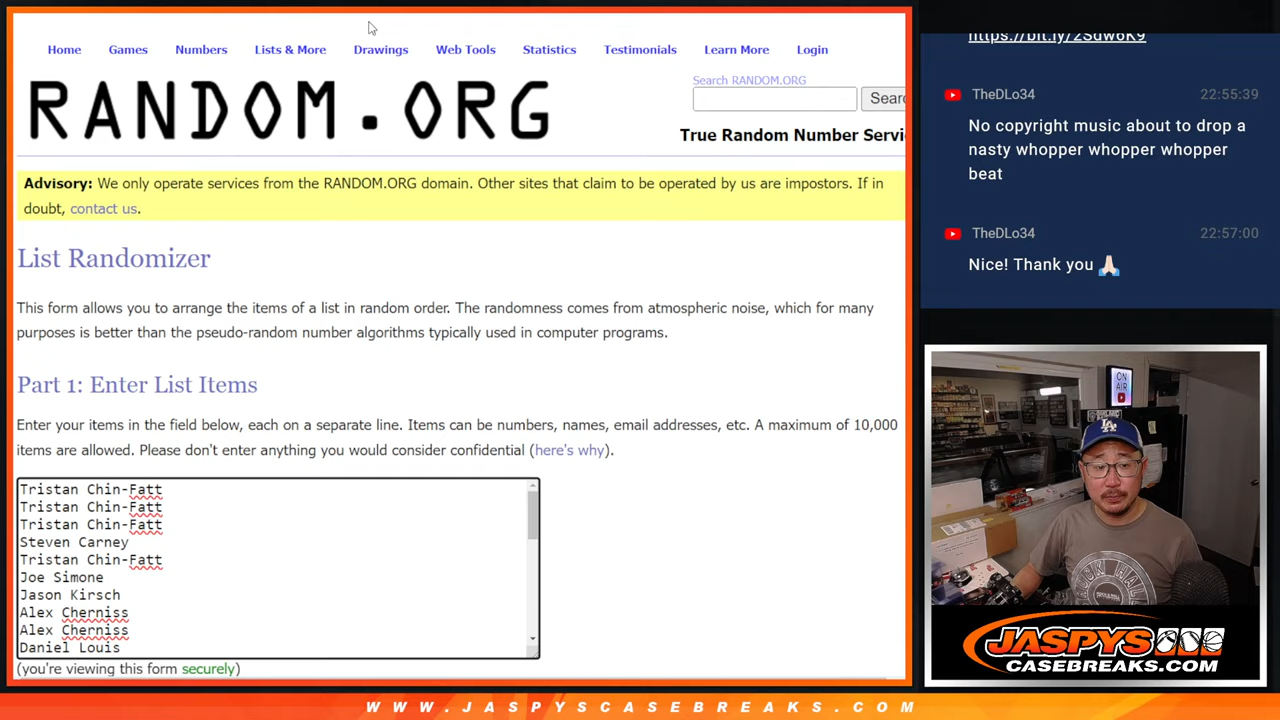 Home Games Numbers Lists & More Drawings Web Tools Statistics Testimonials Learn More Login
RANDOM.ORG
Search RANDOM.ORG
Sear
True Random Number Servi
Advisory: We only operate services from the RANDOM.ORG domain. Other sites that claim to be operated by us are impostors. If in
doubt, contact us.
List Randomizer
This form allows you to arrange the items of a list in random order. The randomness comes from atmospheric noise, which for many
purposes is better than the pseudo-random number algorithms typically used in computer programs.
Part 1: Enter List Items
Enter your items in the field below, each on a separate line. Items can be numbers, names, email addresses, etc. A maximum of 10,000
items are allowed. Please don't enter anything you would consider confidential (here's why).
Tristan Chin-Fatt
Tristan Chin-Fatt
Tristan Chin-Fatt
Steven Carney
Tristan Chin-Fatt
Joe Simone
Jason Kirsch
Alex Cherniss
Alex Cherniss
Daniel Louis
(you're viewing this form securely)
https://bit.ly/2Sdw6K9
TheDLo34 22:55:39
No copyright music about to drop a
nasty whopper whopper whopper
beat
TheDLo34 22:57:00
Nice! Thank you 🙏🏻
ON
AIR
LA
JASPYS
CASEBREAKS.COM
WWW.JASPYSCASEBREAKS.COM